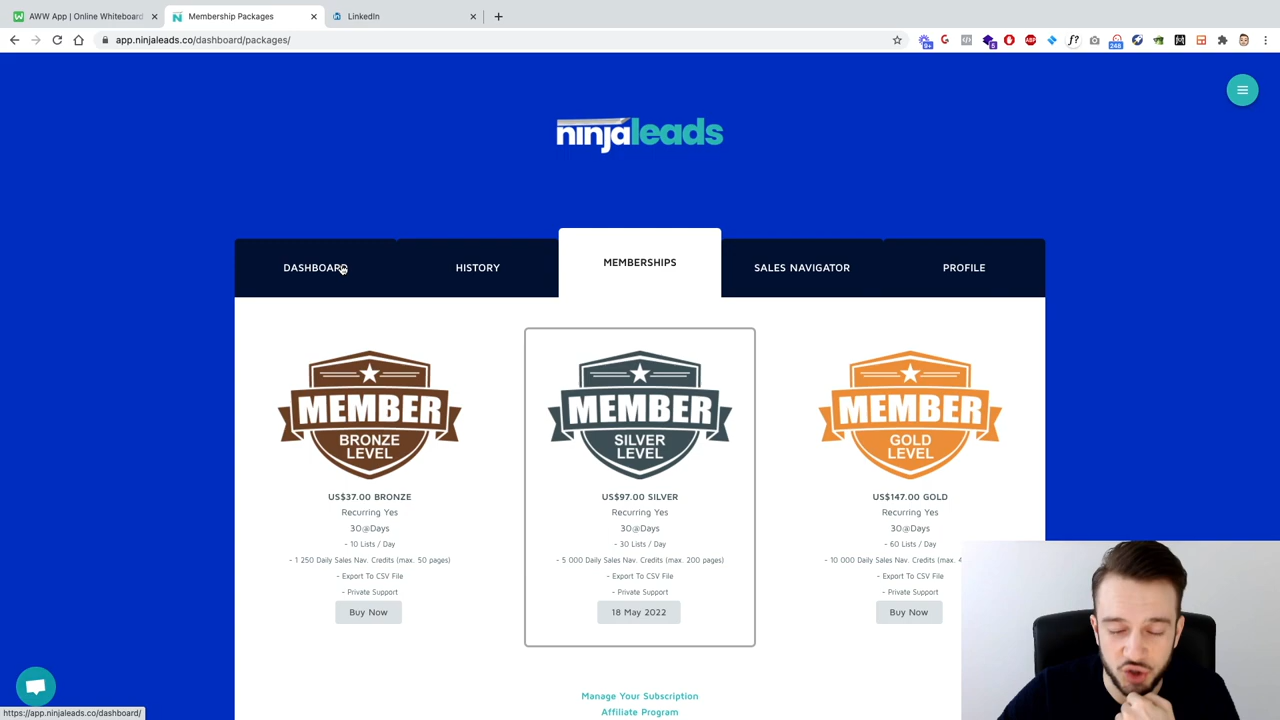 AWW App | Online Whiteboard
Membership Packages
LinkedIn
app.ninjaleads.co/dashboard/packages/
9+
6
ABP
f?
248
ninjaleads
DASHBOARD
HISTORY
MEMBERSHIPS
SALES NAVIGATOR
PROFILE
MEMBER
BRONZE
LEVEL
US$37.00 BRONZE
Recurring Yes
30@Days
- 10 Lists / Day
- 1 250 Daily Sales Nav. Credits (max. 50 pages)
- Export To CSV File
- Private Support
Buy Now
MEMBER
SILVER
LEVEL
US$97.00 SILVER
Recurring Yes
30@Days
- 30 Lists / Day
- 5 000 Daily Sales Nav. Credits (max. 200 pages)
- Export To CSV File
- Private Support
18 May 2022
MEMBER
GOLD
LEVEL
US$147.00 GOLD
Recurring Yes
30@Days
- 60 Lists / Day
- 10 000 Daily Sales Nav. Credits (max. 4
- Export To CSV File
- Private Support
Buy Now
Manage Your Subscription
Affiliate Program
https://app.ninjaleads.co/dashboard/